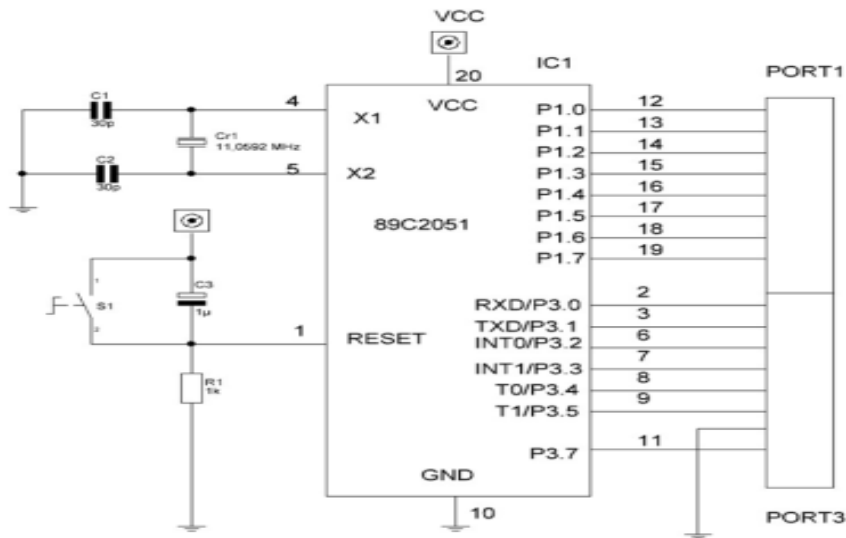 VCC
20
IC1
PORT1
C1
30p
4
X1
VCC
P1.0
12
Cr1
11,0592 MHz
P1.1
13
P1.2
14
C2
30p
5
X2
P1.3
15
P1.4
16
89C2051
P1.5
17
P1.6
18
P1.7
19
1
S1
2
C3
1µ
RXD/P3.0
2
TXD/P3.1
3
1
RESET
INT0/P3.2
6
INT1/P3.3
7
R1
1k
T0/P3.4
8
T1/P3.5
9
P3.7
11
GND
10
PORT3